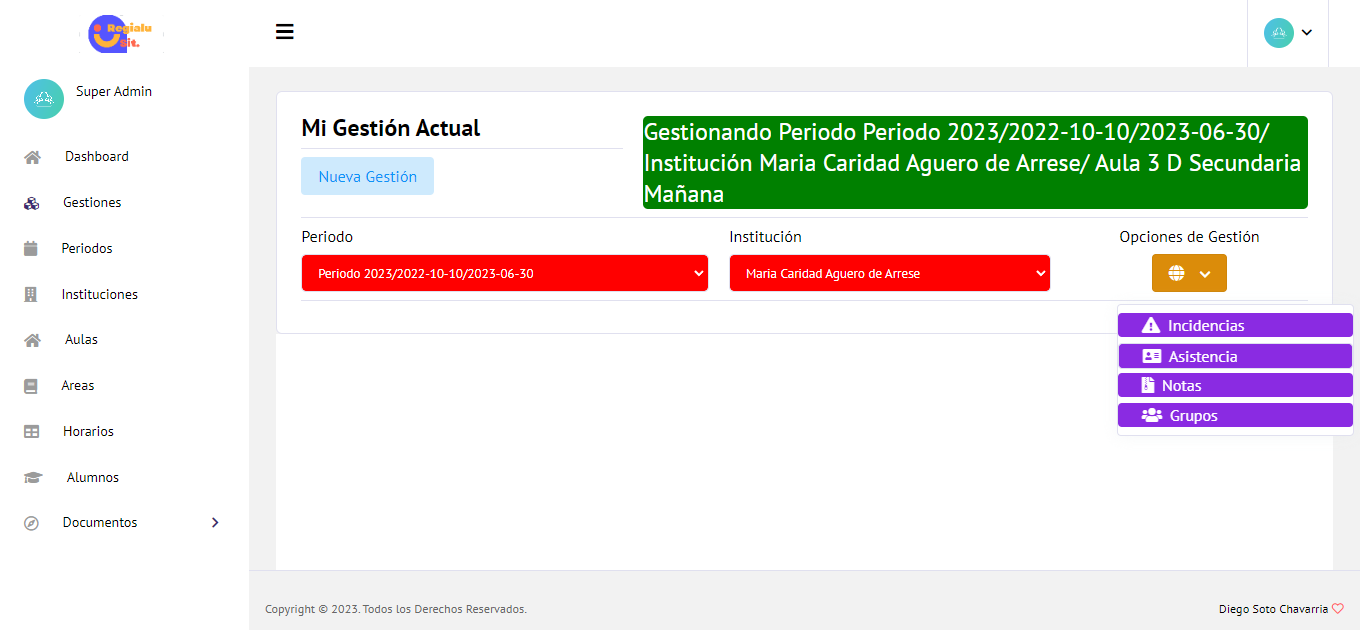 Regialu
Sit.
Super Admin
Dashboard
Gestiones
Periodos
Instituciones
Aulas
Areas
Horarios
Alumnos
Documentos
Mi Gestión Actual
Nueva Gestión
Gestionando Periodo Periodo 2023/2022-10-10/2023-06-30/
Institución Maria Caridad Aguero de Arrese/ Aula 3 D Secundaria
Mañana
Periodo
Institución
Opciones de Gestión
Periodo 2023/2022-10-10/2023-06-30
Maria Caridad Aguero de Arrese
Incidencias
Asistencia
Notas
Grupos
Copyright © 2023. Todos los Derechos Reservados.
Diego Soto Chavarria